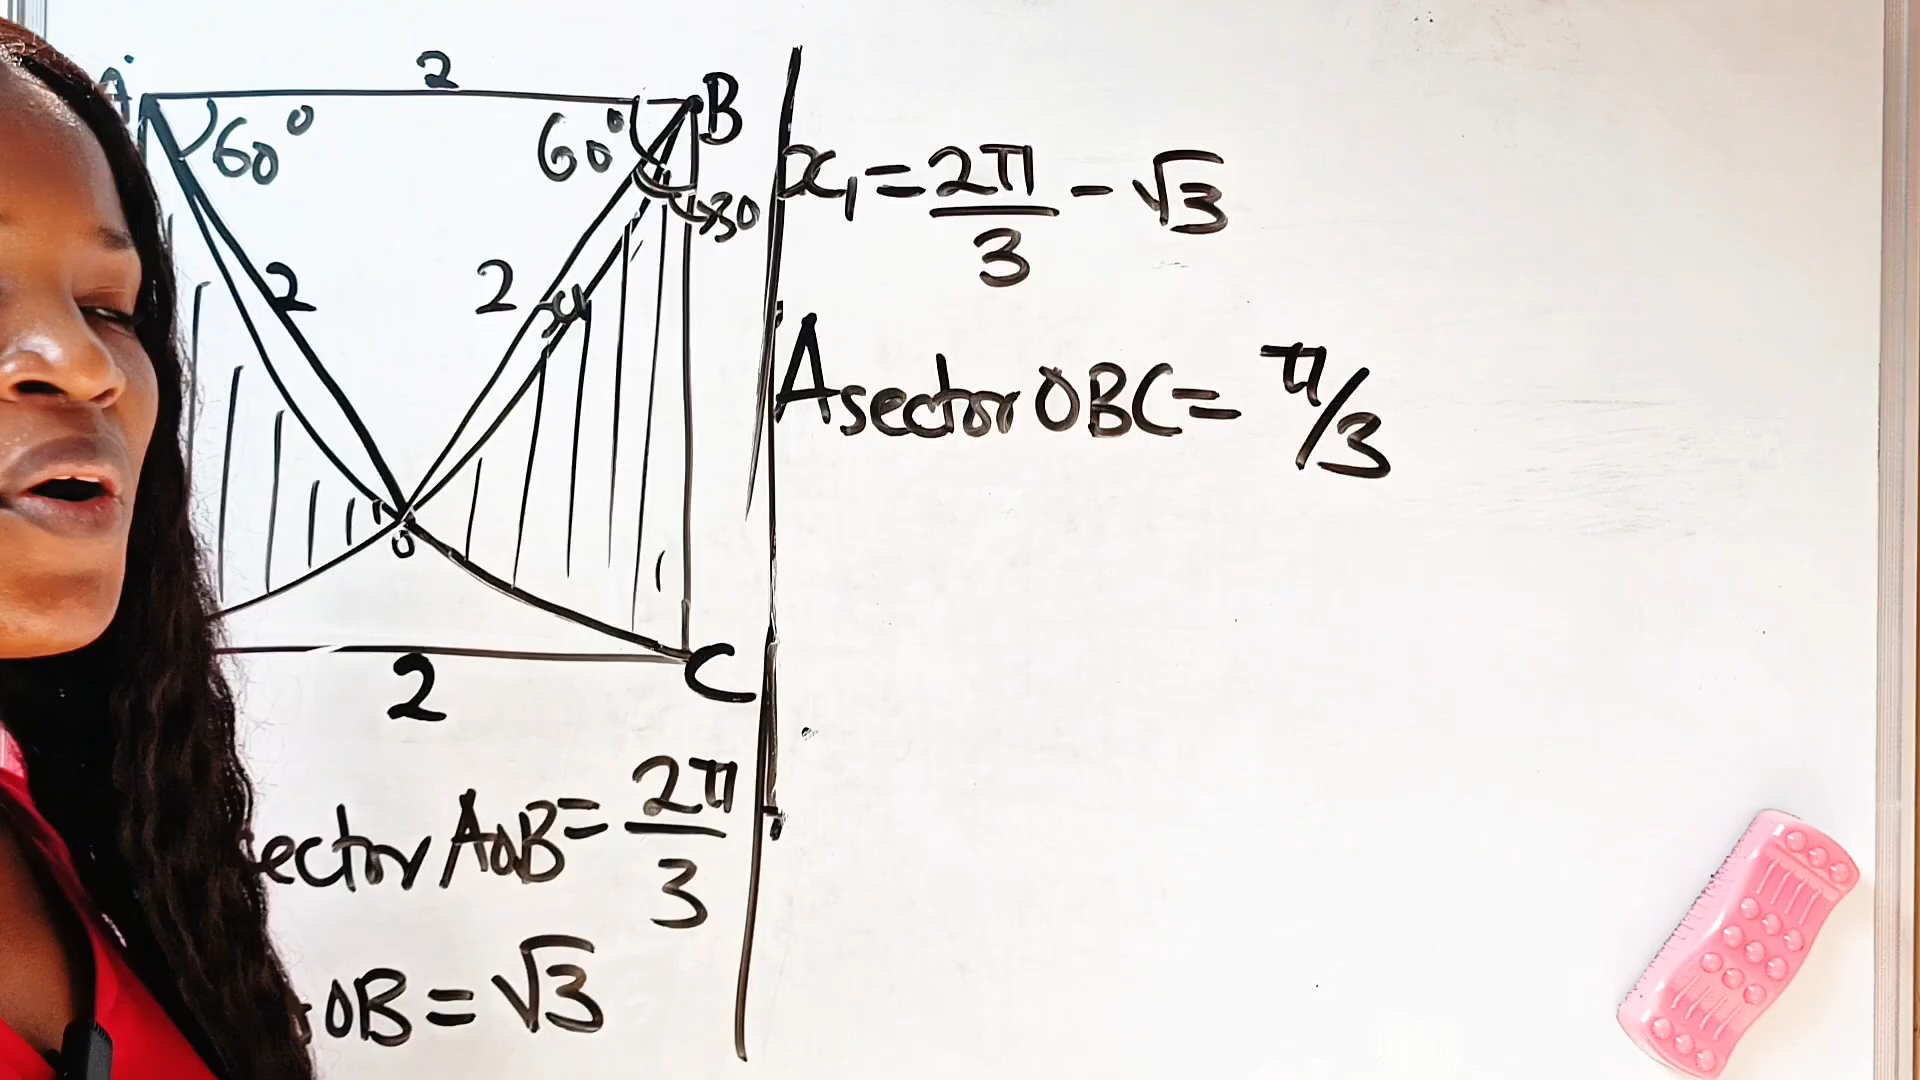 2
A
B
60°
60°
30
2
2
x₁
O
2
C
ector AOB = 2π/3
OB = √3
x₁ = 2π/3 - √3
Asector OBC = π/3